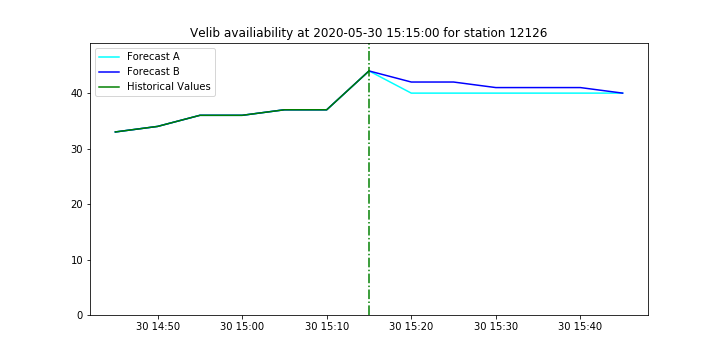 Velib availiability at 2020-05-30 15:15:00 for station 12126
Forecast A
Forecast B
Historical Values
40
30
20
10
0
30 14:50 30 15:00 30 15:10 30 15:20 30 15:30 30 15:40